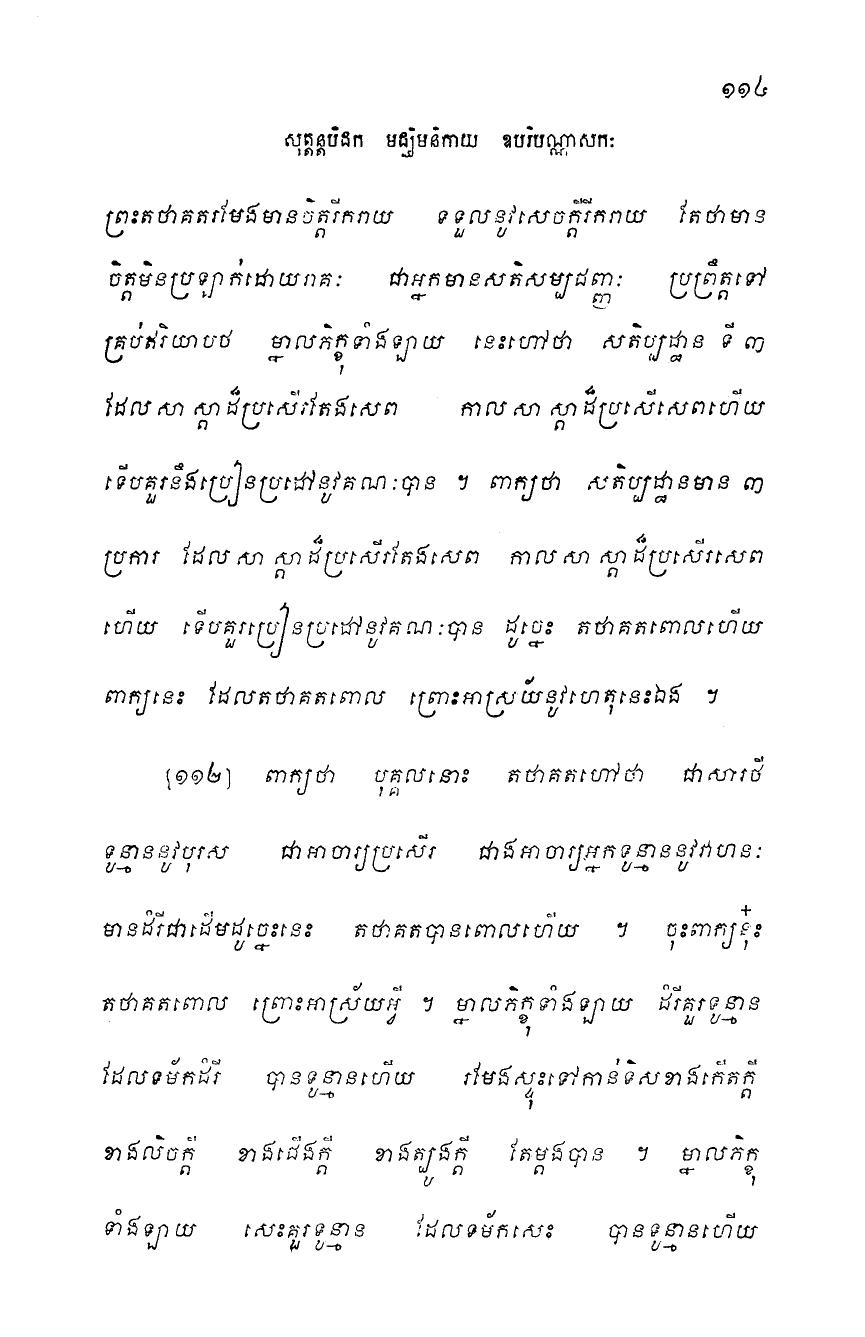 ១១៤
សុត្តន្តបិដក មជ្ឈិមនិកាយ ឧបរិបណ្ណាសកៈ
ព្រះតថាគតរមែងមានចិត្តរីករាយ ទទួលនូវសេចក្តីរីករាយ តែថាមាន
ចិត្តមិនប្រឡាក់ដោយរាគៈ ជាអ្នកមានសតិសម្បជញ្ញៈ ប្រព្រឹត្តទៅ
គ្រប់ឥរិយាបថ ម្នាលភិក្ខុទាំងឡាយ នេះហៅថា សតិប្បដ្ឋាន ទី ៣
ដែលសាស្តាដ៏ប្រសើរតែងសេព កាលសាស្តាដ៏ប្រសើរសេពហើយ
ទើបគួរនឹងប្រៀនប្រដៅនូវគណៈបាន ។ ពាក្យថា សតិប្បដ្ឋានមាន ៣
ប្រការ ដែលសាស្តាដ៏ប្រសើរតែងសេព កាលសាស្តាដ៏ប្រសើរសេព
ហើយ ទើបគួរប្រៀនប្រដៅនូវគណៈបាន ដូច្នេះ តថាគតពោលហើយ
ពាក្យនេះ ដែលតថាគតពោល ព្រោះអាស្រ័យនូវហេតុនេះឯង ។
[១១២] ពាក្យថា បុគ្គលនោះ តថាគតហៅថា ជាសារថី
ទូន្មាននូវបុរស ជាអាចារ្យប្រសើរ ជាងអាចារ្យអ្នកទូន្មាននូវវាហនៈ
មានដំរីជាដើមដូច្នេះនេះ តថាគតបានពោលហើយ ។ ចុះពាក្យនុ៎ះ
តថាគតពោល ព្រោះអាស្រ័យអ្វី ។ ម្នាលភិក្ខុទាំងឡាយ ដំរីគួរទូន្មាន
ដែលទម័កដំរី បានទូន្មានហើយ រមែងស្ទុះទៅកាន់ទិសខាងកើតក្តី
ខាងលិចក្តី ខាងជើងក្តី ខាងត្បូងក្តី តែម្តងបាន ។ ម្នាលភិក្ខុ
ទាំងឡាយ សេះគួរទូន្មាន ដែលទម័កសេះ បានទូន្មានហើយ